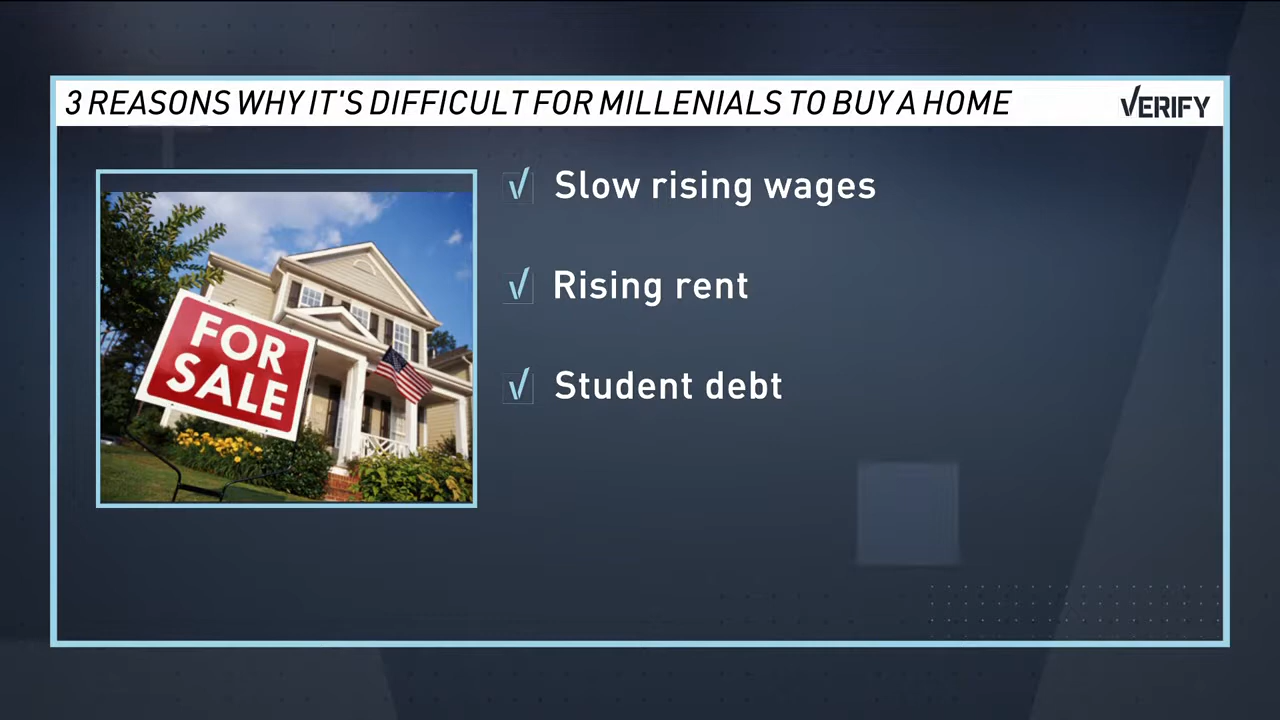 3 REASONS WHY IT'S DIFFICULT FOR MILLENIALS TO BUY A HOME
VERIFY
Slow rising wages
Rising rent
Student debt
FOR
SALE